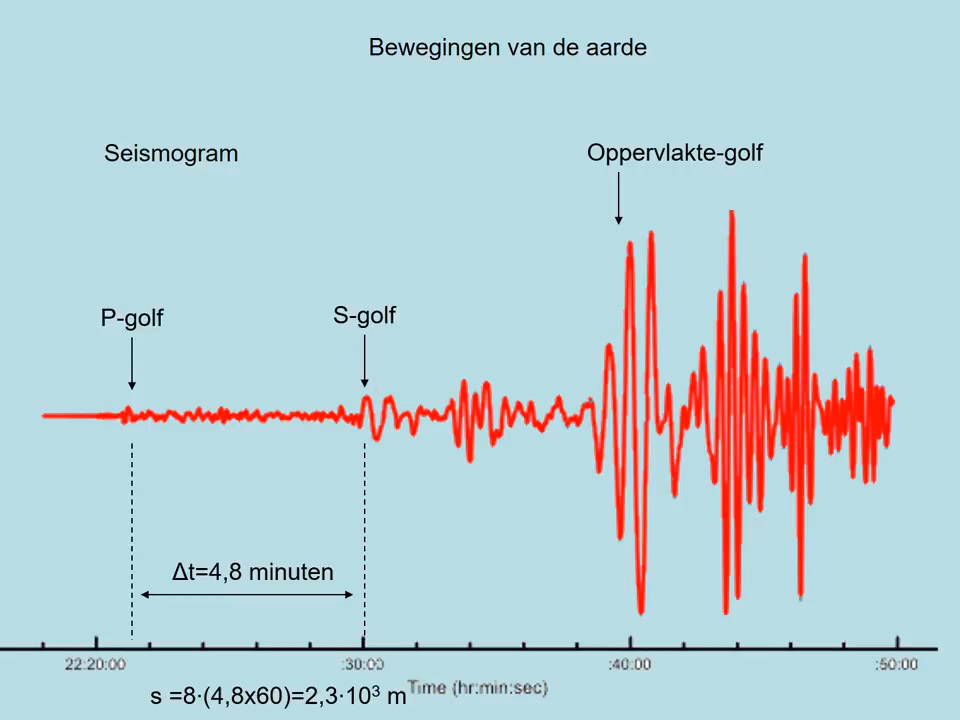 Bewegingen van de aarde
Seismogram
Oppervlakte-golf
P-golf
S-golf
Δt=4,8 minuten
22:20:00 :30:00 :40:00 :50:00
Time (hr:min:sec)
s =8·(4,8x60)=2,3·10³ m